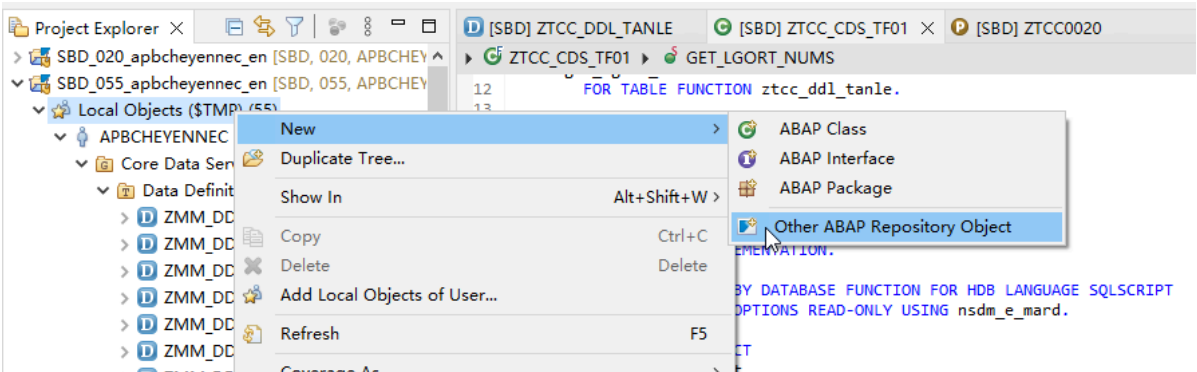 Project Explorer
[SBD] ZTCC_DDL_TANLE
[SBD] ZTCC_CDS_TF01
[SBD] ZTCC0020
SBD_020_apbcheyennec_en [SBD, 020, APBCHEY
ZTCC_CDS_TF01
GET_LGORT_NUMS
SBD_055_apbcheyennec_en [SBD, 055, APBCHEY
12 FOR TABLE FUNCTION ztcc_ddl_tanle.
13
Local Objects ($TMP) (55)
APBCHEYENNEC
Core Data Ser
Data Definit
ZMM_DD
ZMM_DD
ZMM_DD
ZMM_DD
ZMM_DD
ZMM_DD
New
Duplicate Tree...
Show In Alt+Shift+W
Copy Ctrl+C
Delete Delete
Add Local Objects of User...
Refresh F5
Coverage As
ABAP Class
ABAP Interface
ABAP Package
Other ABAP Repository Object
BY DATABASE FUNCTION FOR HDB LANGUAGE SQLSCRIPT
OPTIONS READ-ONLY USING nsdm_e_mard.